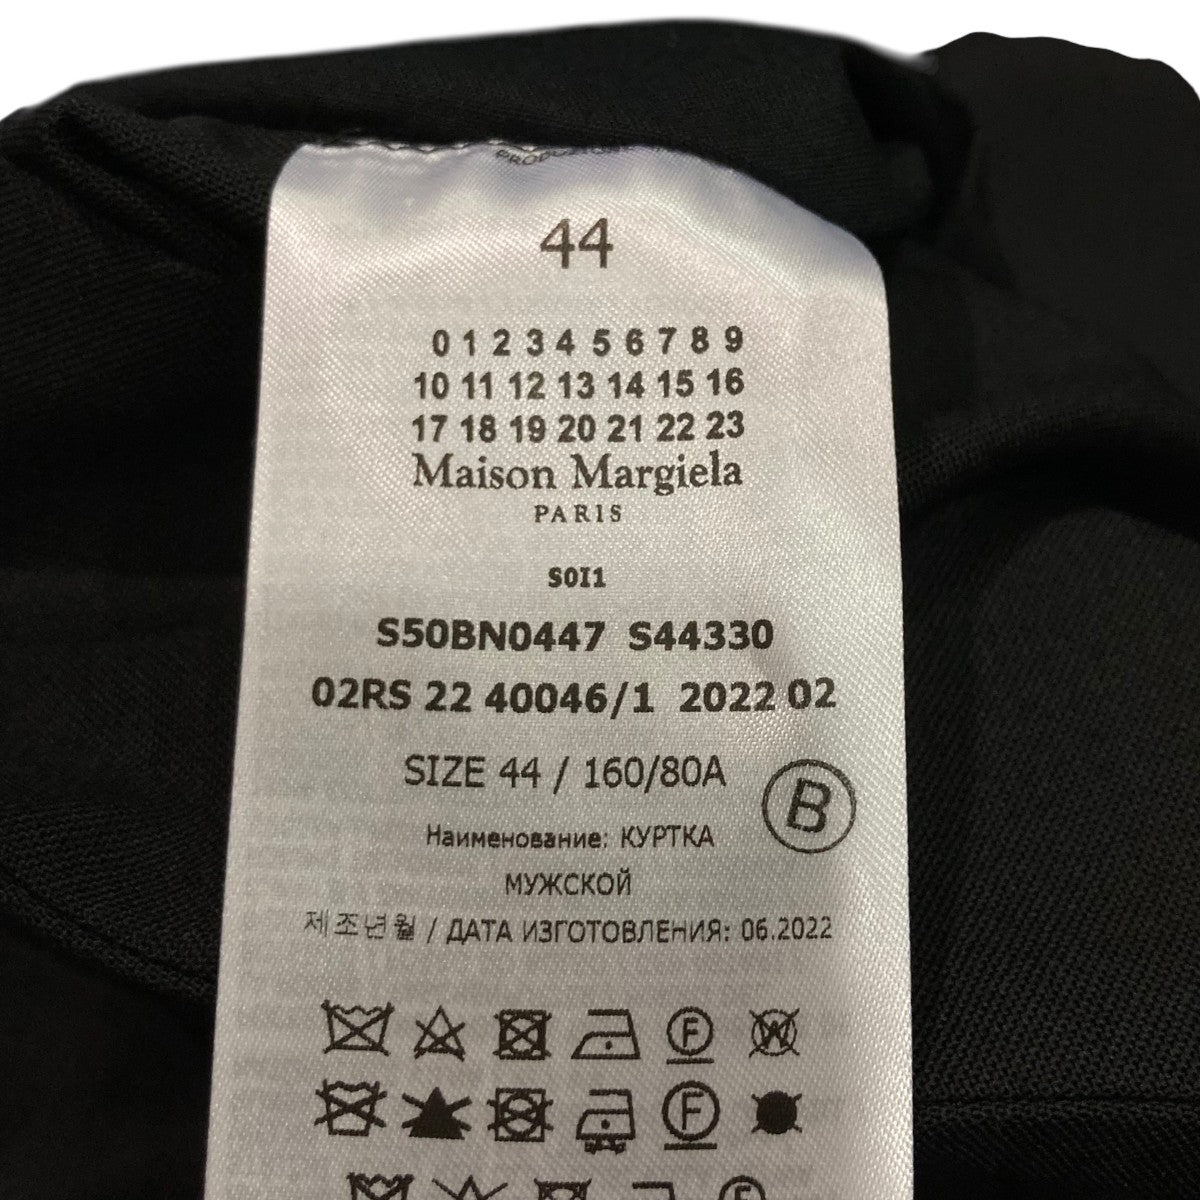 44
0 1 2 3 4 5 6 7 8 9
10 11 12 13 14 15 16
17 18 19 20 21 22 23
Maison Margiela
PARIS
S0I1
S50BN0447 S44330
02RS 22 40046/1 2022 02
SIZE 44 / 160/80A
B
Наименование: КУРТКА
МУЖСКОЙ
제조년월 / ДАТА ИЗГОТОВЛЕНИЯ: 06.2022
F W
F